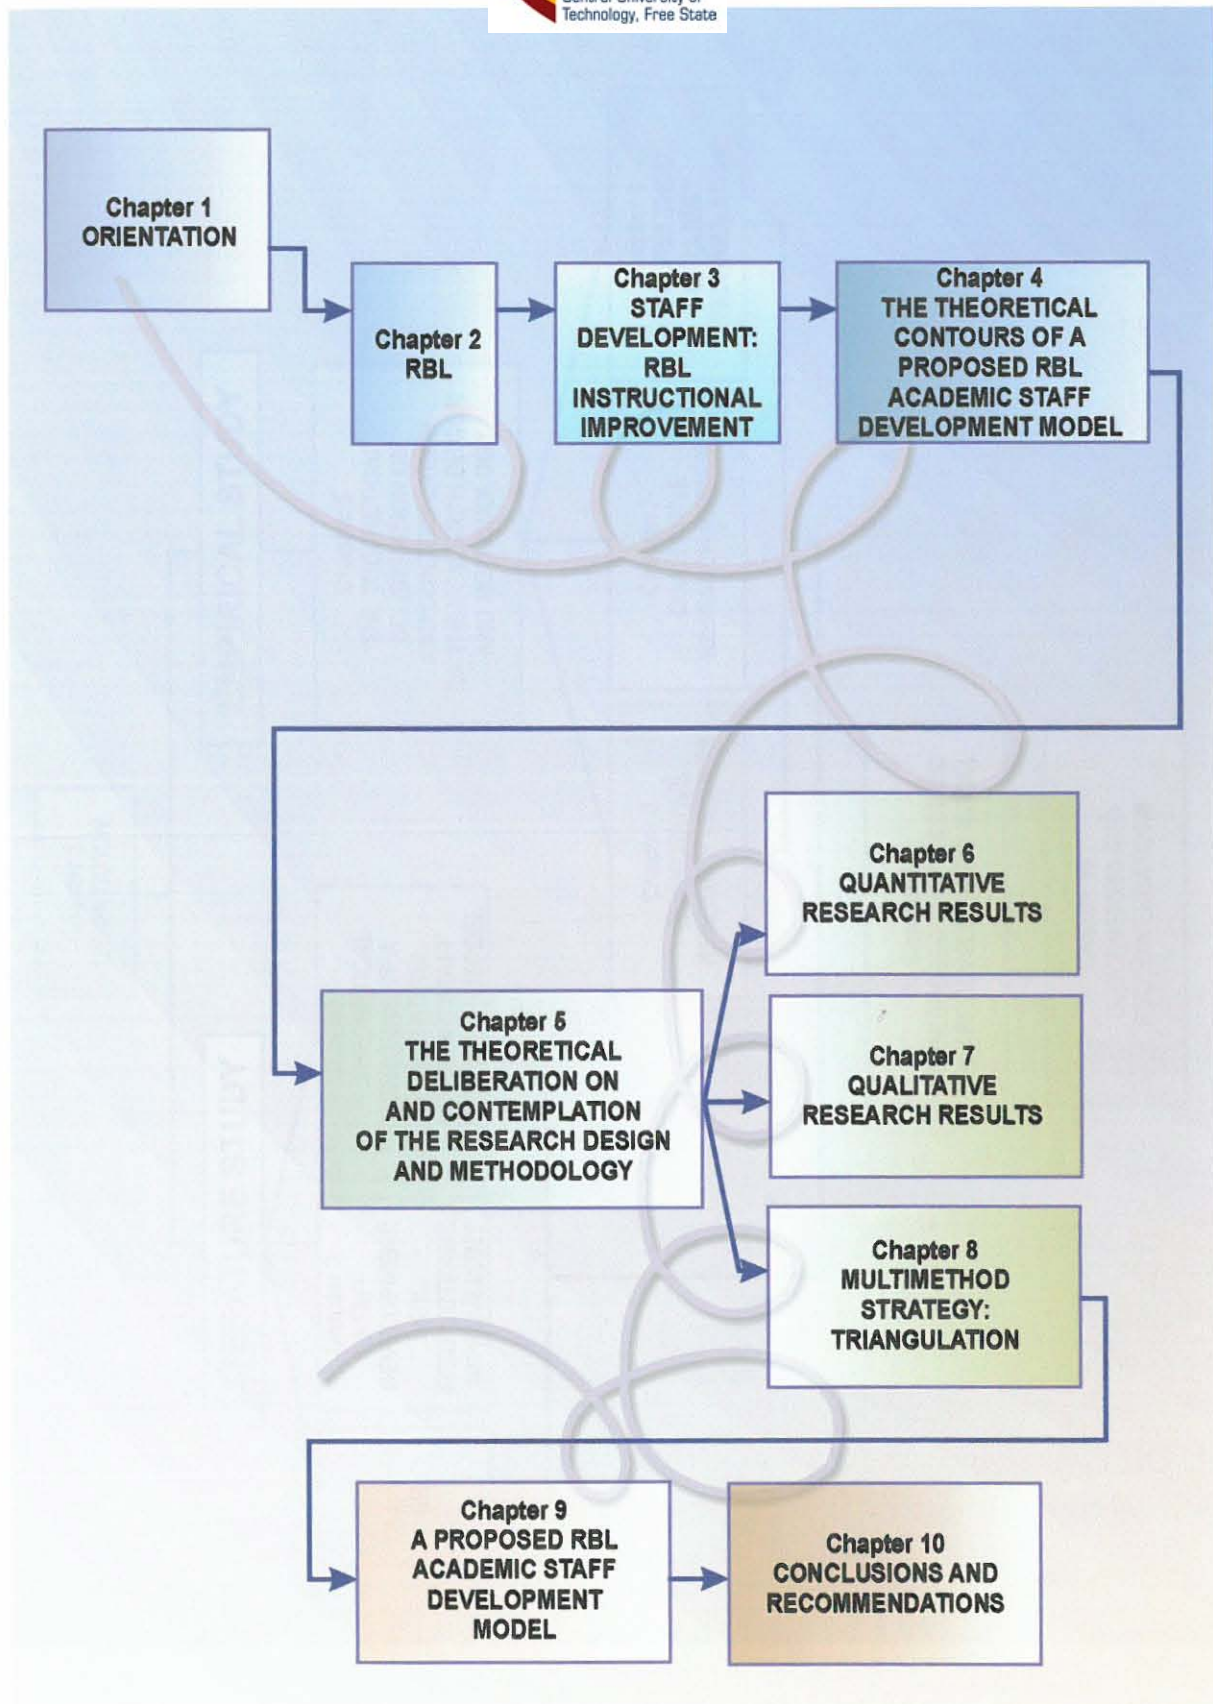 Technology, Free State
Chapter 1
ORIENTATION
Chapter 2
RBL
Chapter 3
STAFF
DEVELOPMENT:
RBL
INSTRUCTIONAL
IMPROVEMENT
Chapter 4
THE THEORETICAL
CONTOURS OF A
PROPOSED RBL
ACADEMIC STAFF
DEVELOPMENT MODEL
Chapter 5
THE THEORETICAL
DELIBERATION ON
AND CONTEMPLATION
OF THE RESEARCH DESIGN
AND METHODOLOGY
Chapter 6
QUANTITATIVE
RESEARCH RESULTS
Chapter 7
QUALITATIVE
RESEARCH RESULTS
Chapter 8
MULTIMETHOD
STRATEGY:
TRIANGULATION
Chapter 9
A PROPOSED RBL
ACADEMIC STAFF
DEVELOPMENT
MODEL
Chapter 10
CONCLUSIONS AND
RECOMMENDATIONS